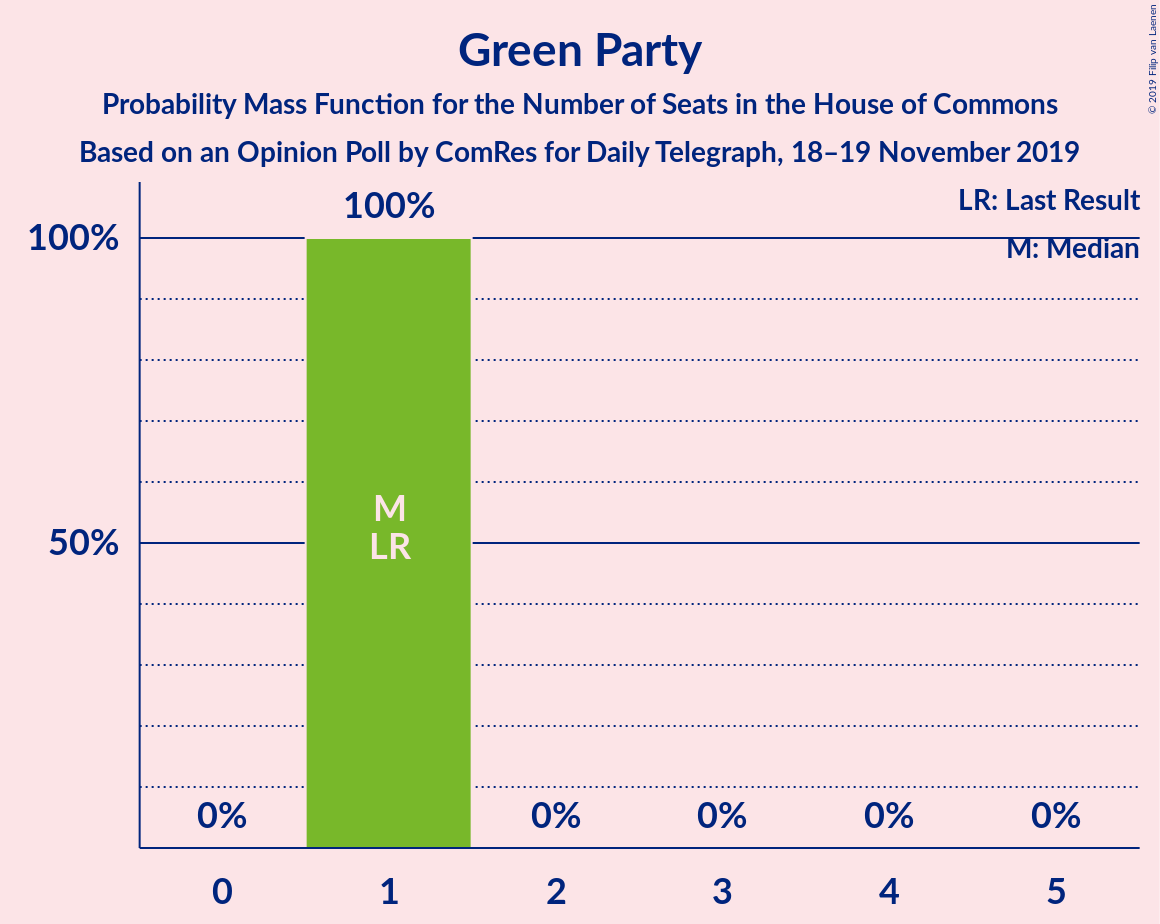 Green Party
Probability Mass Function for the Number of Seats in the House of Commons
Based on an Opinion Poll by ComRes for Daily Telegraph, 18–19 November 2019
© 2019 Filip van Laenen
LR: Last Result
M: Median
100%
50%
100%
M
LR
0%
0%
0%
0%
0%
0 1 2 3 4 5